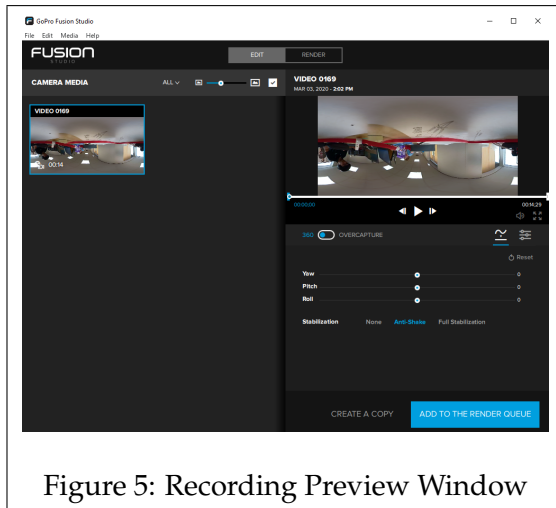 GoPro Fusion Studio
File Edit Media Help
FUSION
STUDIO
EDIT
RENDER
CAMERA MEDIA
ALL
VIDEO 0169
00:14
VIDEO 0169
MAR 03, 2020 - 2:02 PM
00:00:00
00:14:29
360
OVERCAPTURE
Reset
Yaw
0
Pitch
0
Roll
0
Stabilization
None
Anti-Shake
Full Stabilization
CREATE A COPY
ADD TO THE RENDER QUEUE
Figure 5: Recording Preview Window